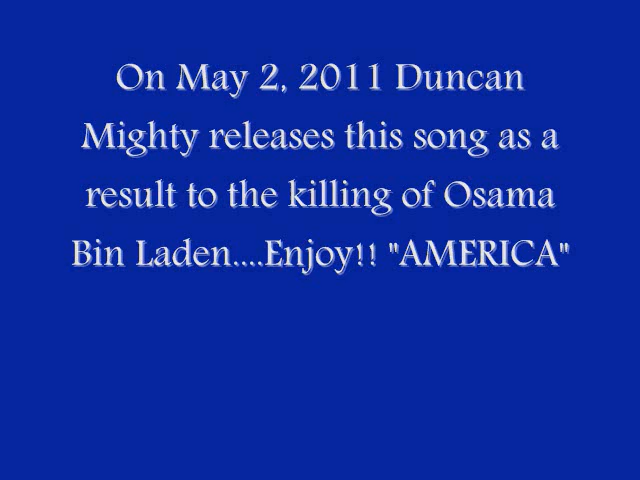 On May 2, 2011 Duncan
Mighty releases this song as a
result to the killing of Osama
Bin Laden....Enjoy!! "AMERICA"